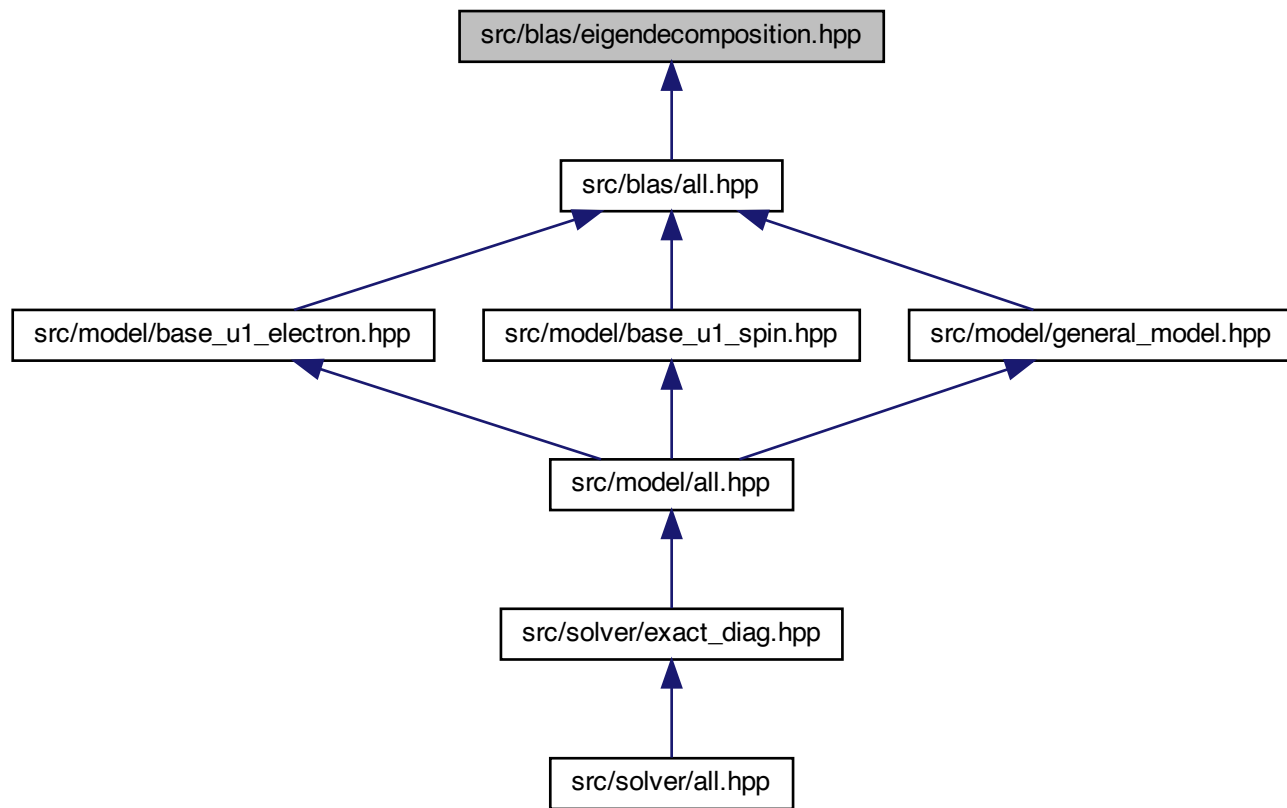 src/blas/eigendecomposition.hpp
src/blas/all.hpp
src/model/base_u1_electron.hpp
src/model/base_u1_spin.hpp
src/model/general_model.hpp
src/model/all.hpp
src/solver/exact_diag.hpp
src/solver/all.hpp